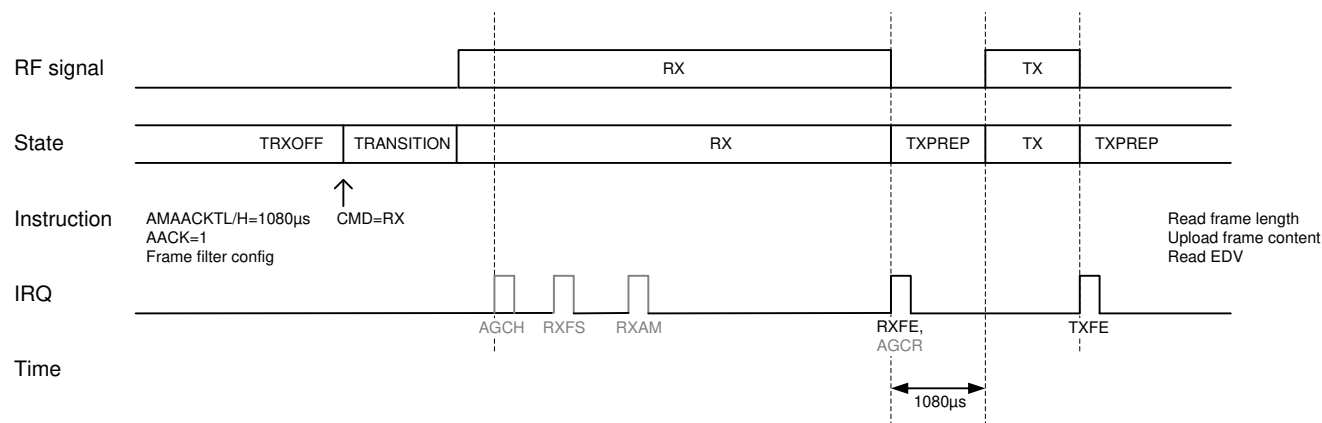 RF signal
RX
TX
State
TRXOFF
TRANSITION
RX
TXPREP
TX
TXPREP
Instruction
AMAACKTL/H=1080µs
AACK=1
Frame filter config
CMD=RX
Read frame length
Upload frame content
Read EDV
IRQ
AGCH
RXFS
RXAM
RXFE,
AGCR
TXFE
Time
1080µs